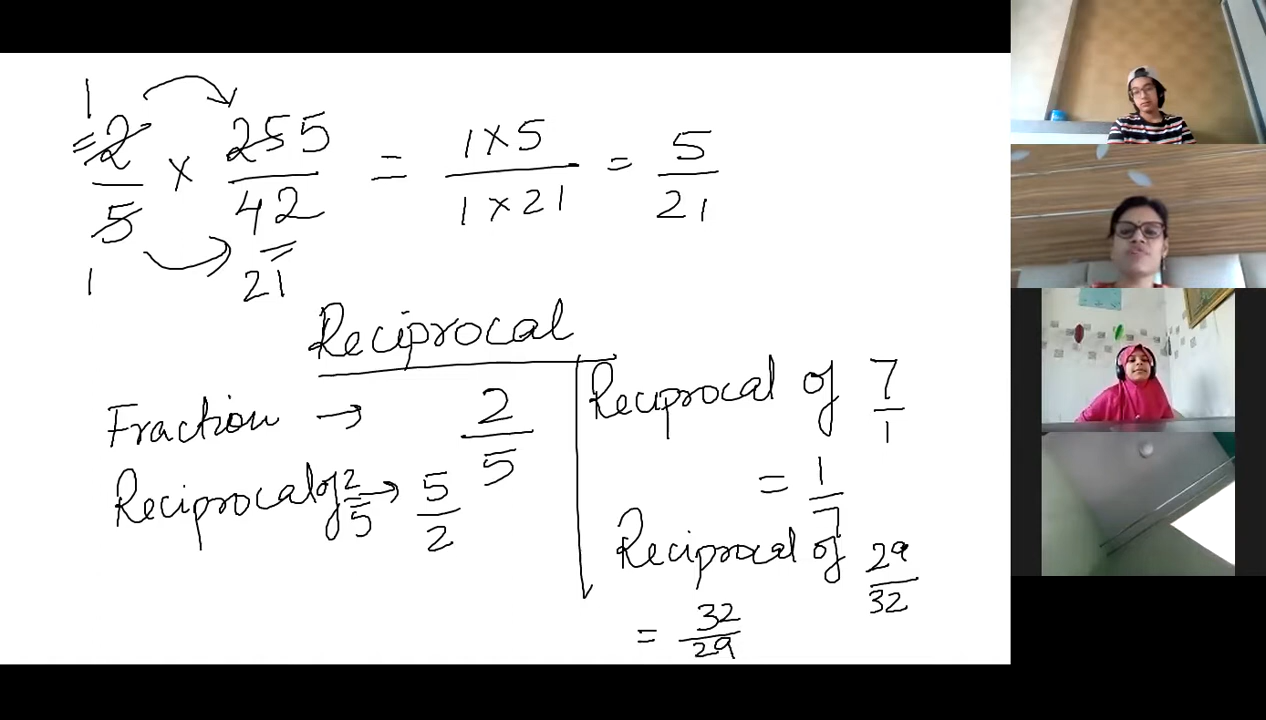 1
2/5 × 25 5/42 = 1×5/1×21 = 5/21
1 21
Reciprocal
Fraction → 2/5
Reciprocal of 2/5 → 5/2
Reciprocal of 7/1
= 1/7
Reciprocal of 29/32
= 32/29